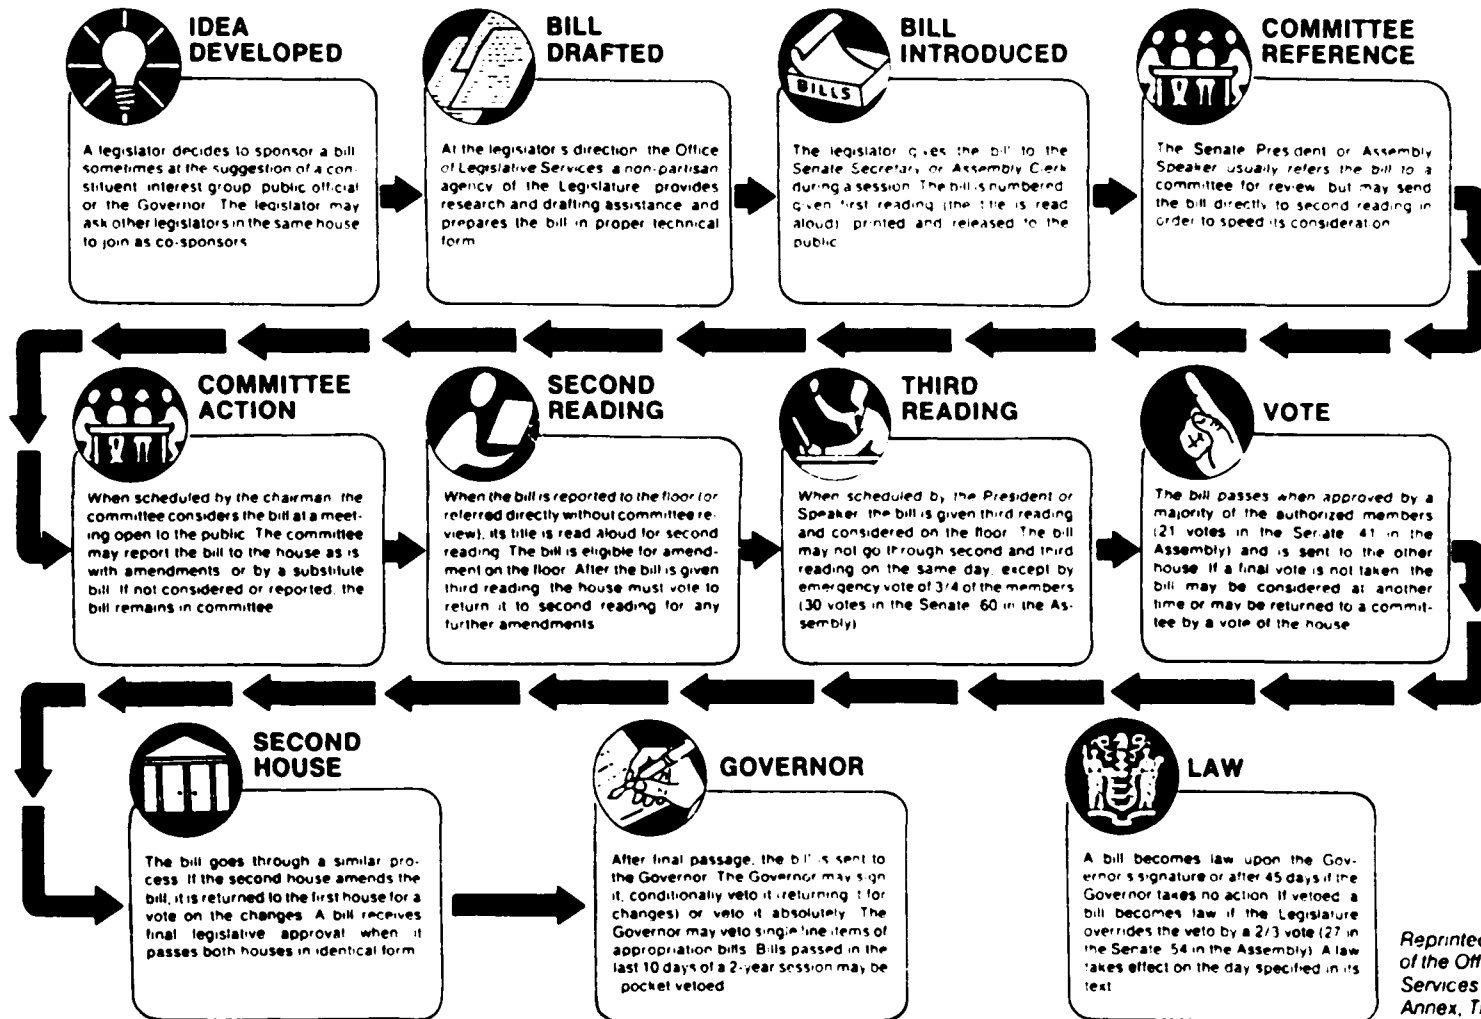 IDEA
DEVELOPED
A legislator decides to sponsor a bill
sometimes at the suggestion of a con-
stituent interest group public official
or the Governor The legislator may
ask other legislators in the same house
to join as co-sponsors
BILL
DRAFTED
At the legislator s direction the Office
of Legislative Services a non-partisan
agency of the Legislature provides
research and drafting assistance and
prepares the bill in proper technical
form
BILL
INTRODUCED
BILLS
The legislator gives the bill to the
Senate Secretary or Assembly Clerk
during a session The bill is numbered
given first reading (the title is read
aloud) printed and released to the
public
COMMITTEE
REFERENCE
The Senate President or Assembly
Speaker usually refers the bill to a
committee for review but may send
the bill directly to second reading in
order to speed its consideration
COMMITTEE
ACTION
When scheduled by the chairman the
committee considers the bill at a meet-
ing open to the public The committee
may report the bill to the house as is
with amendments or by a substitute
bill If not considered or reported, the
bill remains in committee
SECOND
READING
When the bill is reported to the floor (or
referred directly without committee re-
view), its title is read aloud for second
reading The bill is eligible for amend-
ment on the floor. After the bill is given
third reading, the house must vote to
return it to second reading for any
further amendments
THIRD
READING
When scheduled by the President or
Speaker the bill is given third reading
and considered on the floor The bill
may not go through second and third
reading on the same day, except by
emergency vote of 3/4 of the members
(30 votes in the Senate 60 in the As-
sembly)
VOTE
The bill passes when approved by a
majority of the authorized members
(21 votes in the Senate 41 in the
Assembly) and is sent to the other
house. If a final vote is not taken the
bill may be considered at another
time or may be returned to a commit-
tee by a vote of the house
SECOND
HOUSE
The bill goes through a similar pro-
cess If the second house amends the
bill, it is returned to the first house for a
vote on the changes A bill receives
final legislative approval when it
passes both houses in identical form
GOVERNOR
After final passage, the bill is sent to
the Governor The Governor may sign
it, conditionally veto it (returning it for
changes) or veto it absolutely The
Governor may veto single line items of
appropriation bills. Bills passed in the
last 10 days of a 2-year session may be
pocket vetoed
LAW
A bill becomes law upon the Gov-
ernor s signature or after 45 days if the
Governor takes no action If vetoed a
bill becomes law if the Legislature
overrides the veto by a 2/3 vote (27 in
the Senate 54 in the Assembly) A law
takes effect on the day specified in its
text
Reprinted
of the Off
Services
Annex, T